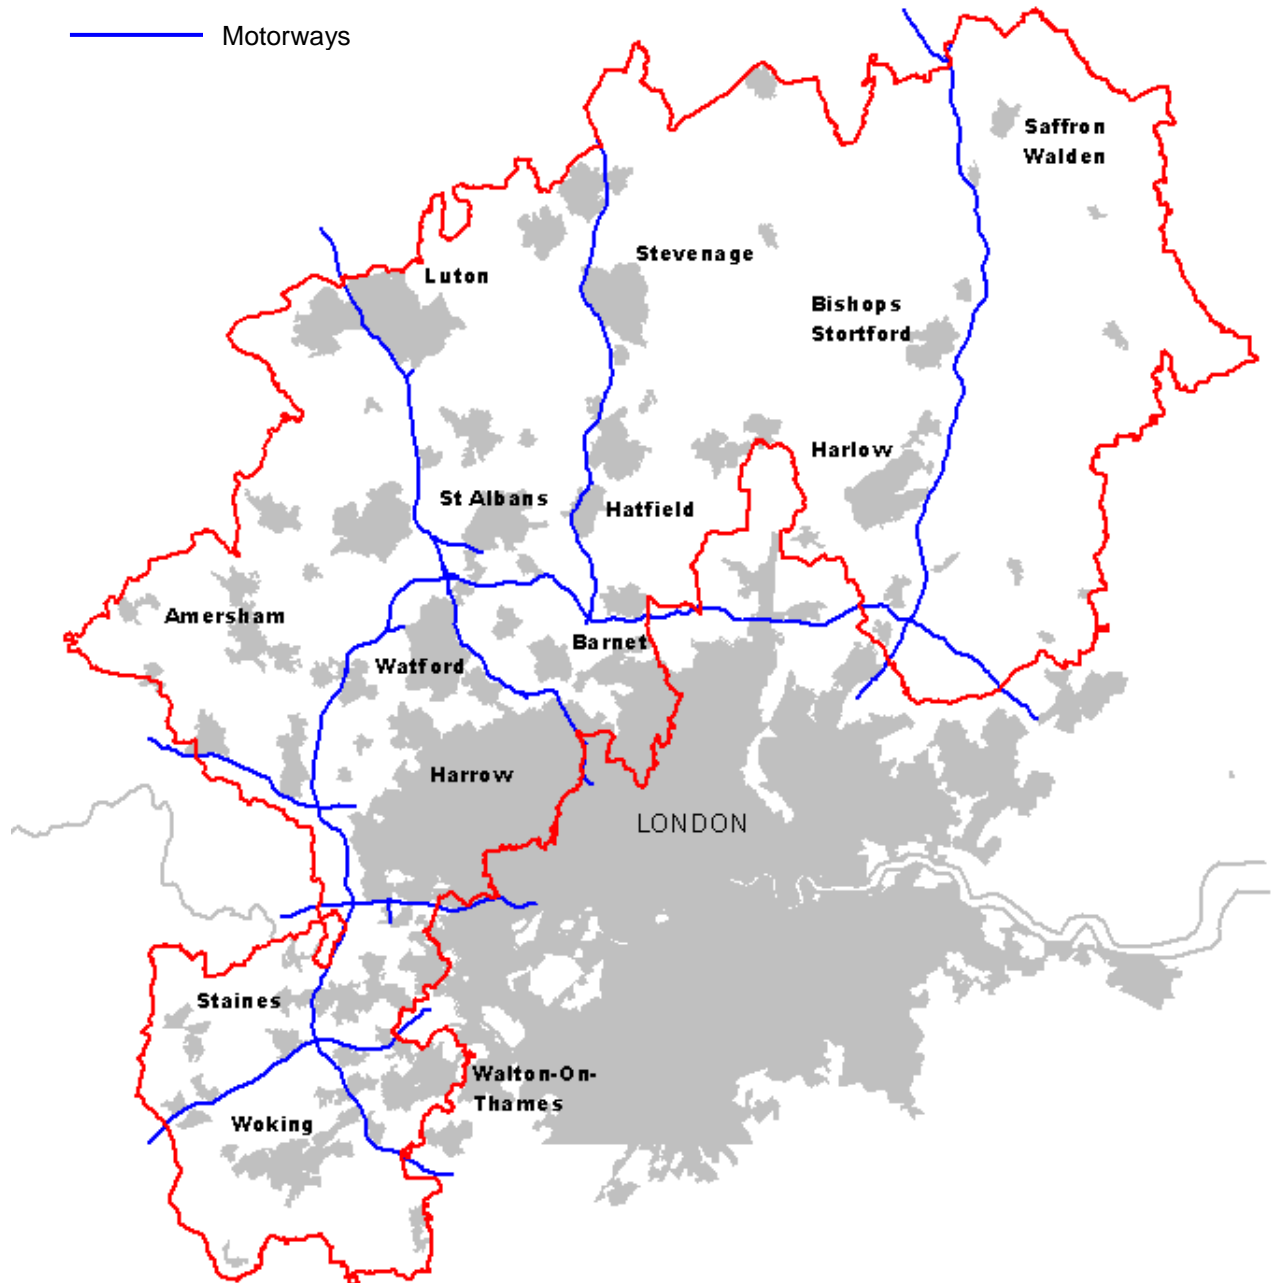 Motorways
Saffron
Walden
Stevenage
Luton
Bishops
Stortford
Harlow
St Albans
Hatfield
Amersham
Barnet
Watford
Harrow
LONDON
Staines
Walton-On-
Thames
Woking